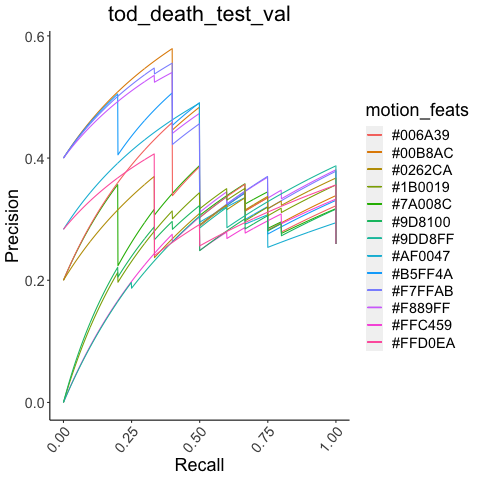 tod_death_test_val
Precision
0.6
0.4
0.2
0.0
0.00
0.25
0.50
0.75
1.00
Recall
motion_feats
#006A39
#00B8AC
#0262CA
#1B0019
#7A008C
#9D8100
#9DD8FF
#AF0047
#B5FF4A
#F7FFAB
#F889FF
#FFC459
#FFD0EA